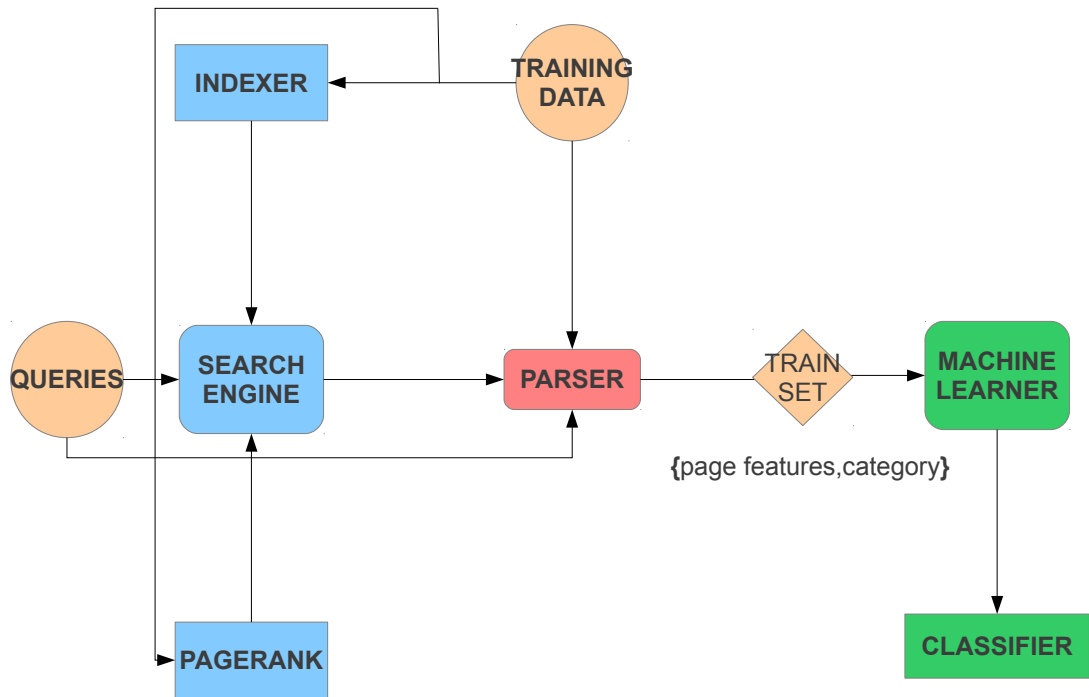 TRAINING
DATA
INDEXER
QUERIES
SEARCH
ENGINE
PARSER
TRAIN
SET
MACHINE
LEARNER
{page features,category}
PAGERANK
CLASSIFIER